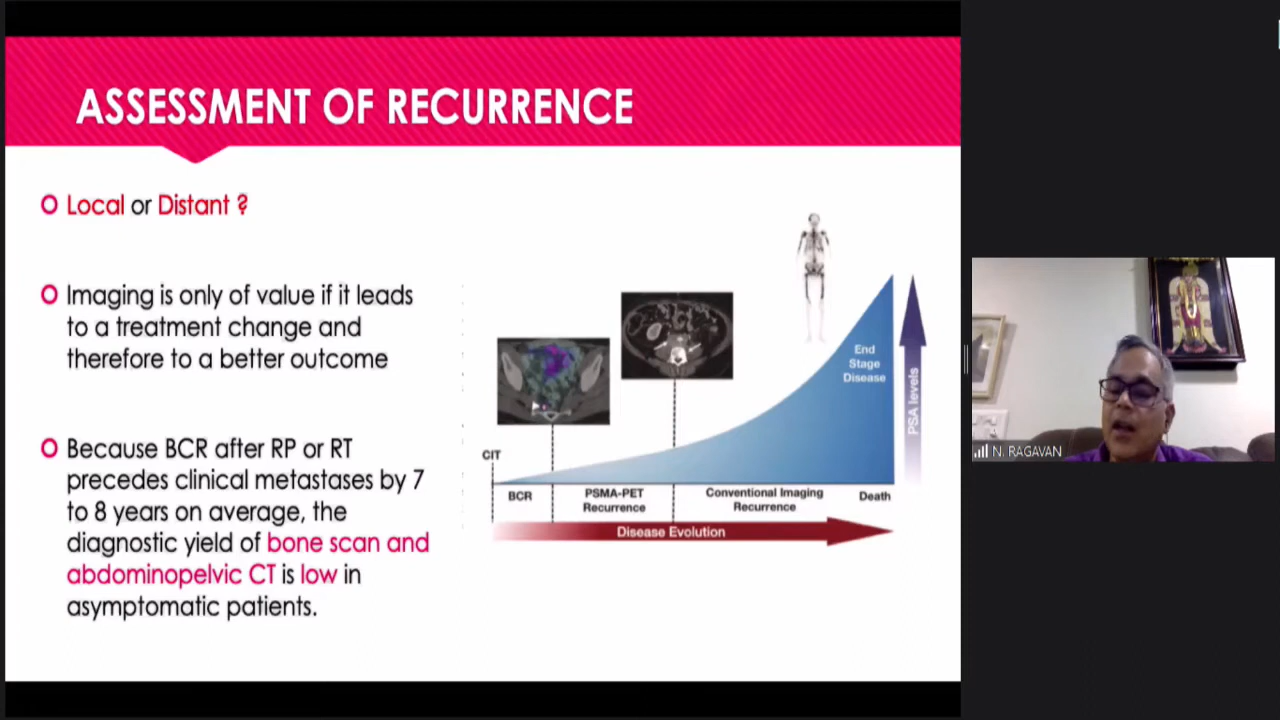 ASSESSMENT OF RECURRENCE
Local or Distant ?
Imaging is only of value if it leads
to a treatment change and
therefore to a better outcome
Because BCR after RP or RT
precedes clinical metastases by 7
to 8 years on average, the
diagnostic yield of bone scan and
abdominopelvic CT is low in
asymptomatic patients.
CIT
BCR
PSMA-PET
Recurrence
Conventional Imaging
Recurrence
Death
Disease Evolution
End
Stage
Disease
PSA levels
N. RAGAVAN